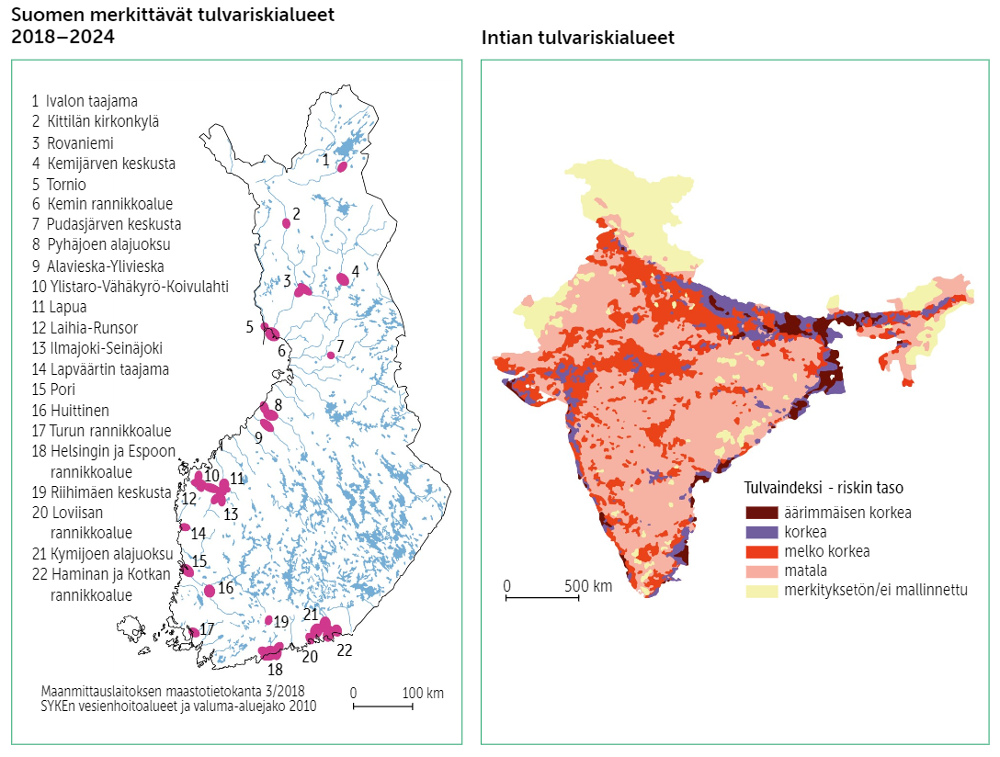 Suomen merkittävät tulvariskialueet
2018–2024
1 Ivalon taajama
2 Kittilän kirkonkylä
3 Rovaniemi
4 Kemijärven keskusta
5 Tornio
6 Kemin rannikkoalue
7 Pudasjärven keskusta
8 Pyhäjoen alajuoksu
9 Alavieska-Ylivieska
10 Ylistaro-Vähäkyrö-Koivulahti
11 Lapua
12 Laihia-Runsor
13 Ilmajoki-Seinäjoki
14 Lapväärtin taajama
15 Pori
16 Huittinen
17 Turun rannikkoalue
18 Helsingin ja Espoon
rannikkoalue
19 Riihimäen keskusta
20 Loviisan
rannikkoalue
21 Kymijoen alajuoksu
22 Haminan ja Kotkan
rannikkoalue
1
2
3
4
5
6
7
8
9
10
11
12
13
14
15
16
17
19
21
20
22
18
Maanmittauslaitoksen maastotietokanta 3/2018
SYKEn vesienhoitoalueet ja valuma-aluejako 2010
0 100 km
Intian tulvariskialueet
Tulvaindeksi - riskin taso
äärimmäisen korkea
korkea
melko korkea
matala
merkityksetön/ei mallinnettu
0 500 km